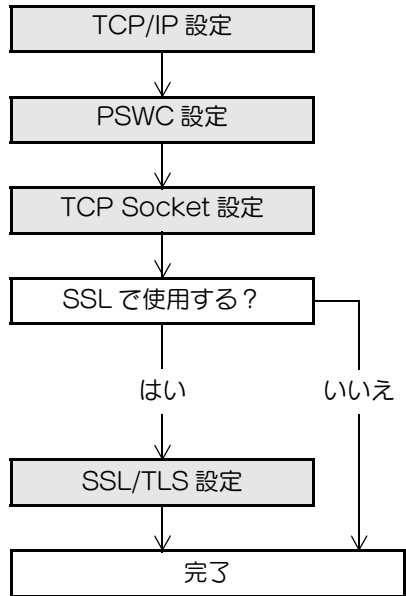 TCP/IP 設定
PSWC 設定
TCP Socket 設定
SSL で使用する？
はい
いいえ
SSL/TLS 設定
完了